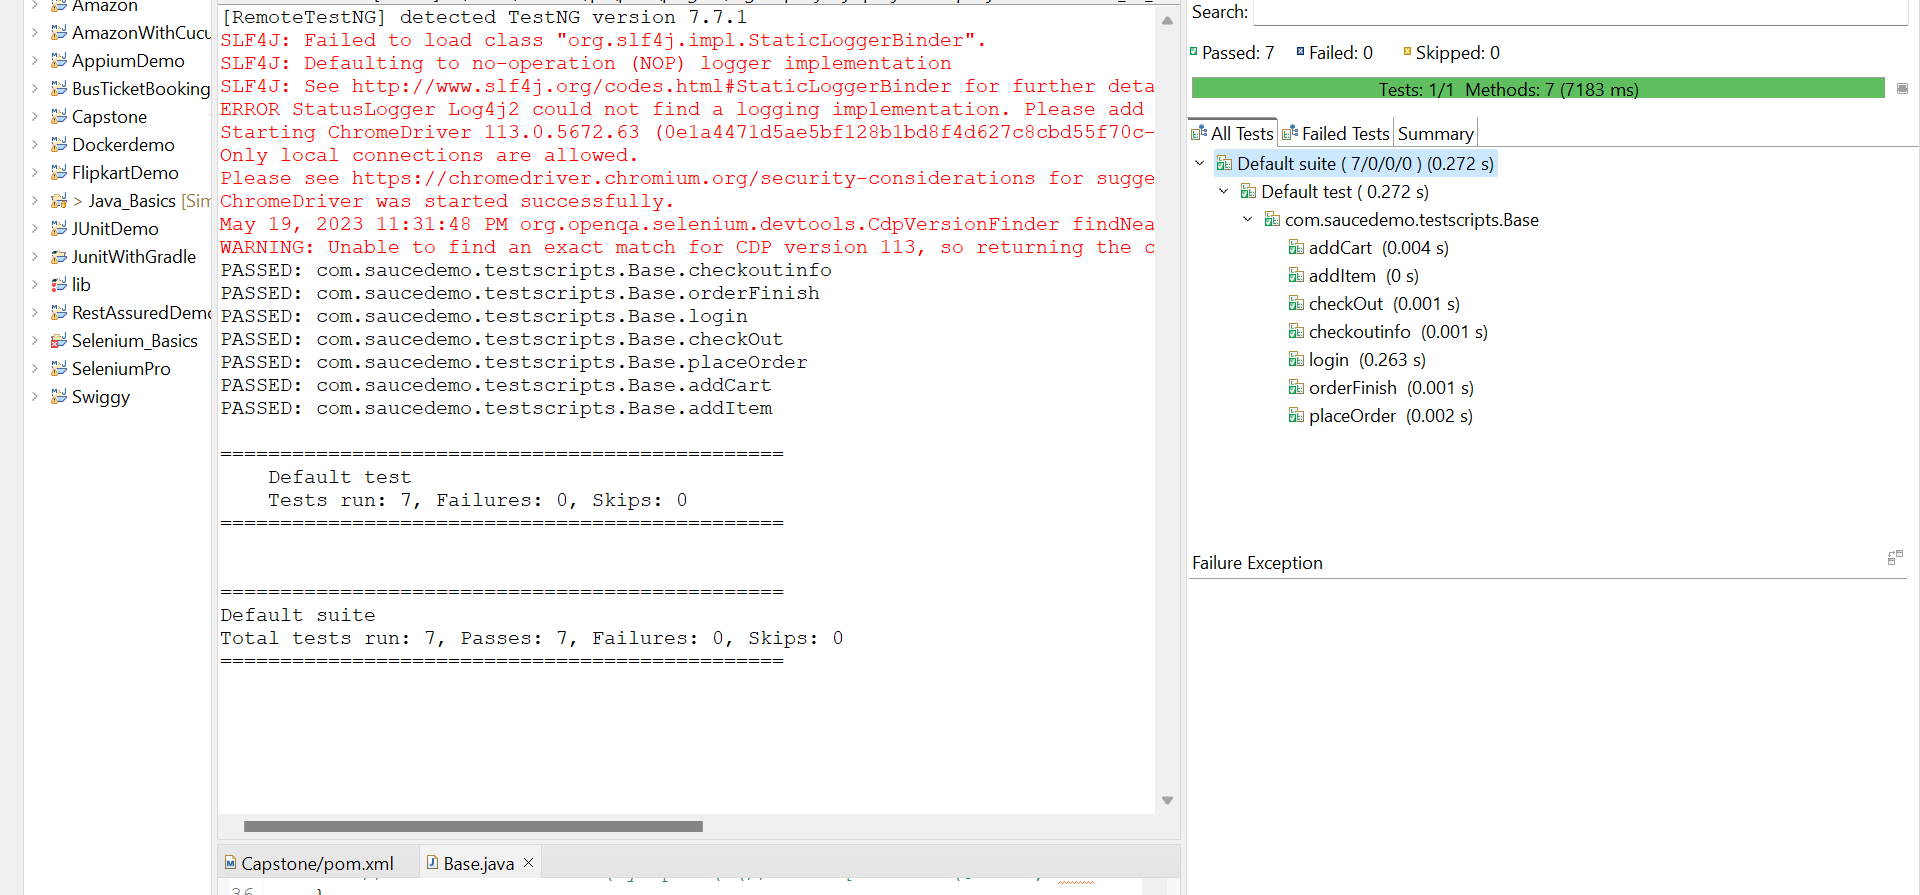 Amazon
AmazonWithCucu
AppiumDemo
BusTicketBooking
Capstone
Dockerdemo
FlipkartDemo
> Java_Basics [Sim
JUnitDemo
JunitWithGradle
lib
RestAssuredDemo
Selenium_Basics
SeleniumPro
Swiggy
[RemoteTestNG] detected TestNG version 7.7.1
SLF4J: Failed to load class "org.slf4j.impl.StaticLoggerBinder".
SLF4J: Defaulting to no-operation (NOP) logger implementation
SLF4J: See http://www.slf4j.org/codes.html#StaticLoggerBinder for further deta
ERROR StatusLogger Log4j2 could not find a logging implementation. Please add
Starting ChromeDriver 113.0.5672.63 (0e1a4471d5ae5bf128b1bd8f4d627c8cbd55f70c-
Only local connections are allowed.
Please see https://chromedriver.chromium.org/security-considerations for sugge
ChromeDriver was started successfully.
May 19, 2023 11:31:48 PM org.openqa.selenium.devtools.CdpVersionFinder findNea
WARNING: Unable to find an exact match for CDP version 113, so returning the c
PASSED: com.saucedemo.testscripts.Base.checkoutinfo
PASSED: com.saucedemo.testscripts.Base.orderFinish
PASSED: com.saucedemo.testscripts.Base.login
PASSED: com.saucedemo.testscripts.Base.checkOut
PASSED: com.saucedemo.testscripts.Base.placeOrder
PASSED: com.saucedemo.testscripts.Base.addCart
PASSED: com.saucedemo.testscripts.Base.addItem
===============================================
Default test
Tests run: 7, Failures: 0, Skips: 0
===============================================
===============================================
Default suite
Total tests run: 7, Passes: 7, Failures: 0, Skips: 0
===============================================
Capstone/pom.xml
Base.java
36
}
Search:
Passed: 7 Failed: 0 Skipped: 0
Tests: 1/1 Methods: 7 (7183 ms)
All Tests Failed Tests Summary
Default suite ( 7/0/0/0 ) (0.272 s)
Default test ( 0.272 s)
com.saucedemo.testscripts.Base
addCart (0.004 s)
addItem (0 s)
checkOut (0.001 s)
checkoutinfo (0.001 s)
login (0.263 s)
orderFinish (0.001 s)
placeOrder (0.002 s)
Failure Exception